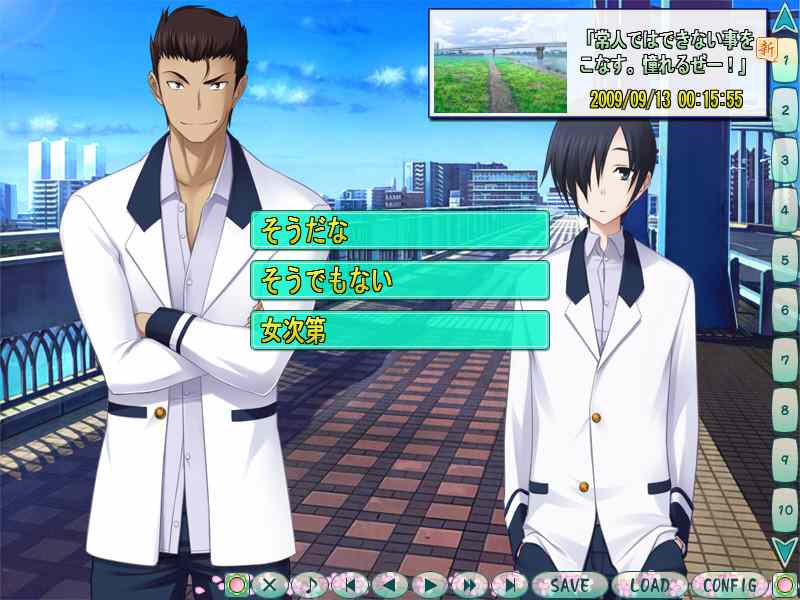 「常人ではできない事を
こなす。憧れるぜー！」
新
2009/09/13 00:15:55
そうだな
そうでもない
女次第
1
2
3
4
5
6
7
8
9
10
SAVE
LOAD
CONFIG